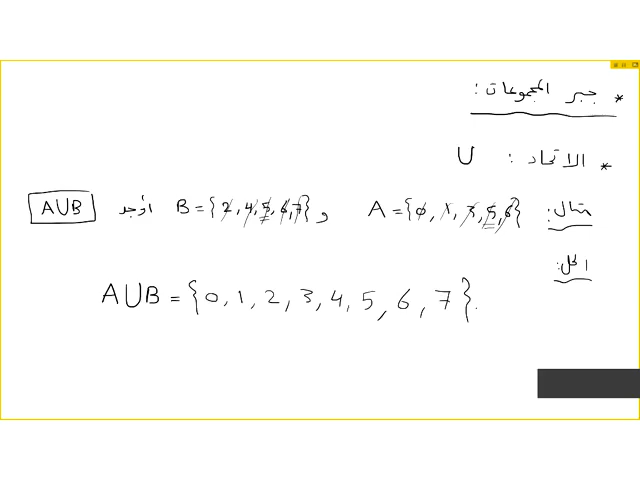 * جبر المجموعات :
* الاتحاد : U
مثال: A = {0, 1, 3, 5, 6} و B = {2, 4, 5, 6, 7} أوجد AUB
الحل:
AUB = {0, 1, 2, 3, 4, 5, 6, 7}.